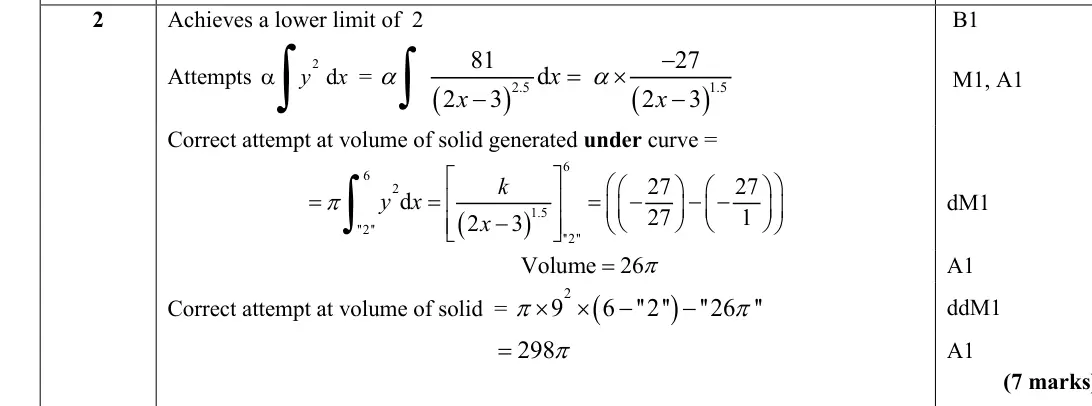 2 Achieves a lower limit of 2 B1
Attempts α∫ y² dx = α∫ 81/(2x − 3)^2.5 dx = α × −27/(2x − 3)^1.5 M1, A1
Correct attempt at volume of solid generated under curve =
= π∫_"2"^6 y² dx = [k/(2x − 3)^1.5]_"2"^6 = ((−27/27) − (−27/1)) dM1
Volume = 26π A1
Correct attempt at volume of solid = π × 9² × (6 − "2") − "26π" ddM1
= 298π A1
(7 marks)